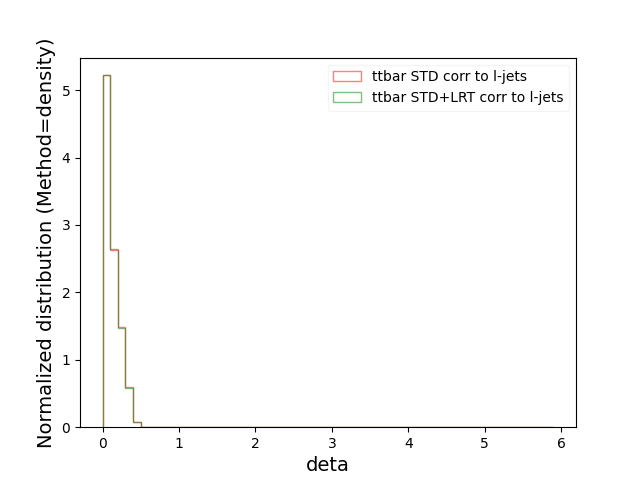 Normalized distribution (Method=density)
5
4
3
2
1
0
ttbar STD corr to l-jets
ttbar STD+LRT corr to l-jets
0 1 2 3 4 5 6
deta